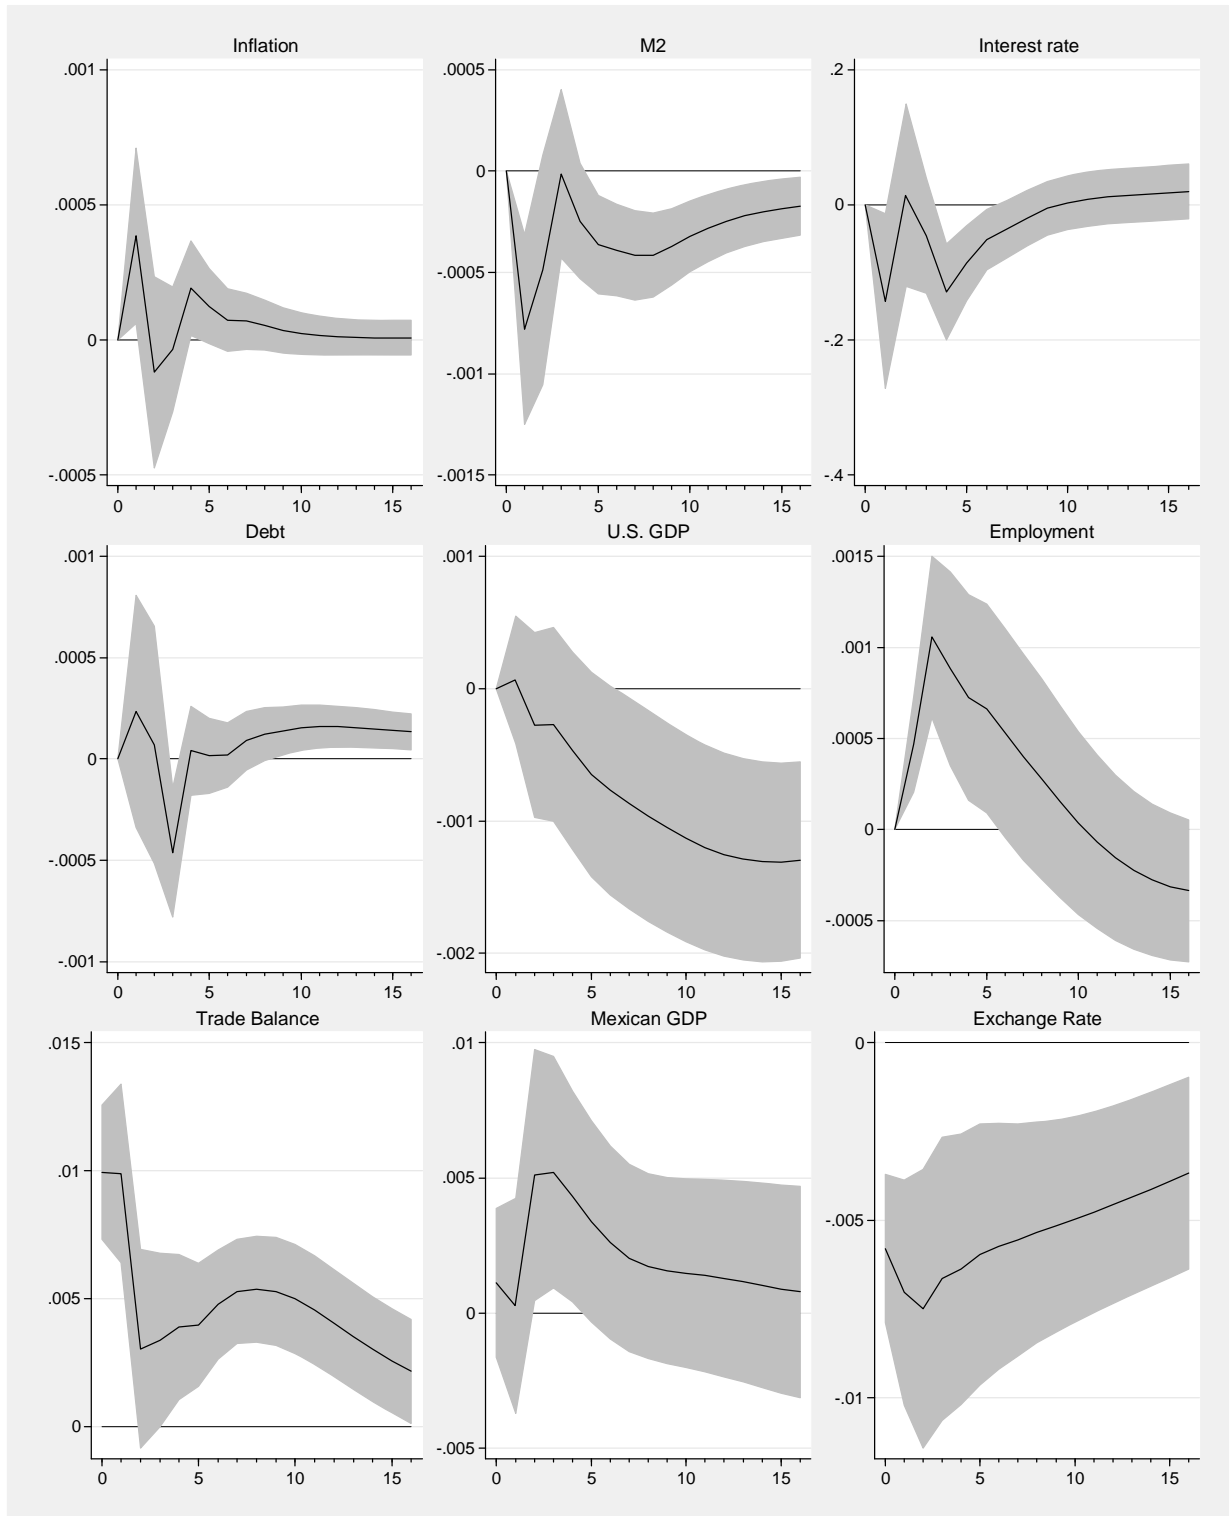 Inflation
M2
Interest rate
.001
.0005
0
-.0005
0 5 10 15
.0005
0
-.0005
-.001
-.0015
0 5 10 15
.2
0
-.2
-.4
0 5 10 15
Debt
U.S. GDP
Employment
.001
.0005
0
-.0005
-.001
0 5 10 15
.001
0
-.001
-.002
0 5 10 15
.0015
.001
.0005
0
-.0005
0 5 10 15
Trade Balance
Mexican GDP
Exchange Rate
.015
.01
.005
0
0 5 10 15
.01
.005
0
-.005
0 5 10 15
0
-.005
-.01
0 5 10 15